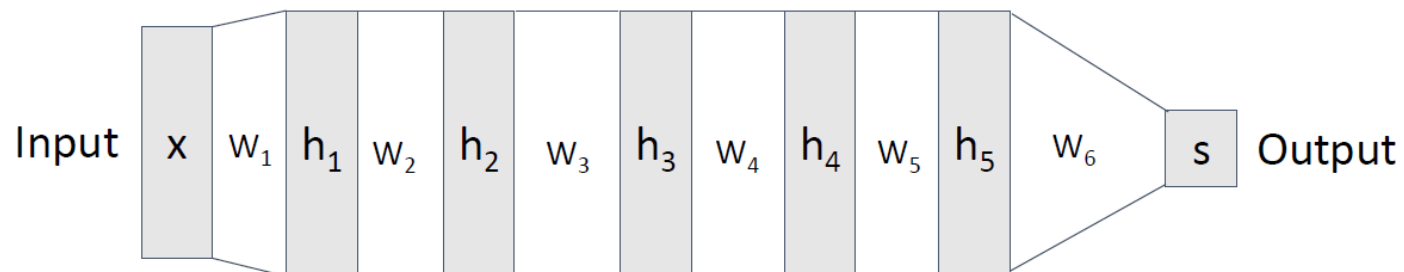 Input x W₁ h₁ W₂ h₂ W₃ h₃ W₄ h₄ W₅ h₅ W₆ s Output